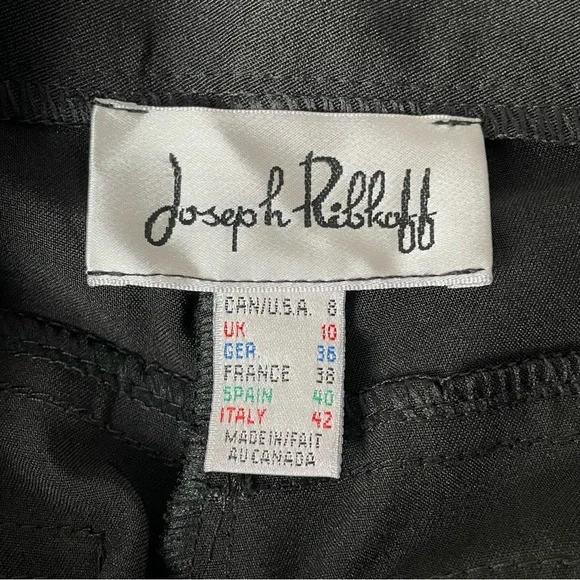 Joseph Ribkoff
CAN/U.S.A. 8
UK 10
GER. 36
FRANCE 38
SPAIN 40
ITALY 42
MADE IN/FAIT
AU CANADA